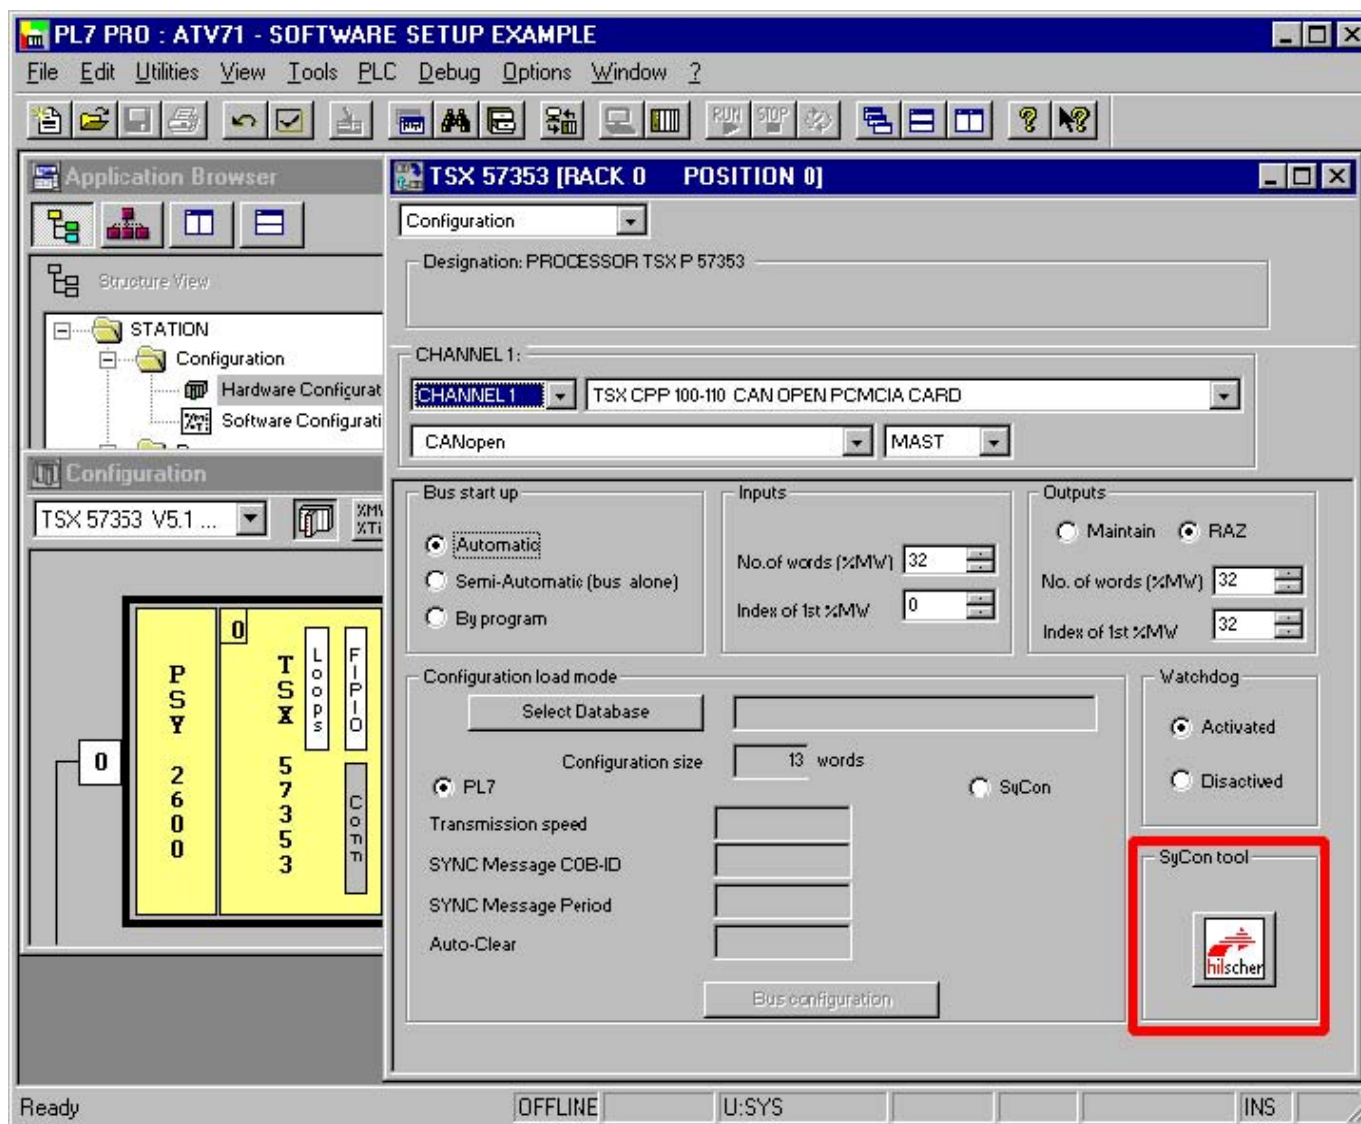 PL7 PRO : ATV71 - SOFTWARE SETUP EXAMPLE
File Edit Utilities View Tools PLC Debug Options Window ?
RUN STOP
Application Browser
Structure View
STATION
Configuration
Hardware Configurat
Software Configurati
Configuration
TSX 57353 V5.1 ...
%MW
XTi
0
PSY 2600
0
TSX 57353
Loops
FIPIO
Comm
TSX 57353 [RACK 0 POSITION 0]
Configuration
Designation: PROCESSOR TSX P 57353
CHANNEL 1:
CHANNEL 1 TSX CPP 100-110 CAN OPEN PCMCIA CARD
CANopen MAST
Bus start up
Automatic
Semi-Automatic (bus alone)
By program
Inputs
No.of words (%MW) 32
Index of 1st %MW 0
Outputs
Maintain RAZ
No. of words (%MW) 32
Index of 1st %MW 32
Configuration load mode
Select Database
Configuration size 13 words
PL7 SyCon
Transmission speed
SYNC Message COB-ID
SYNC Message Period
Auto-Clear
Bus configuration
Watchdog
Activated
Disactived
SyCon tool
hilscher
Ready OFFLINE U:SYS INS